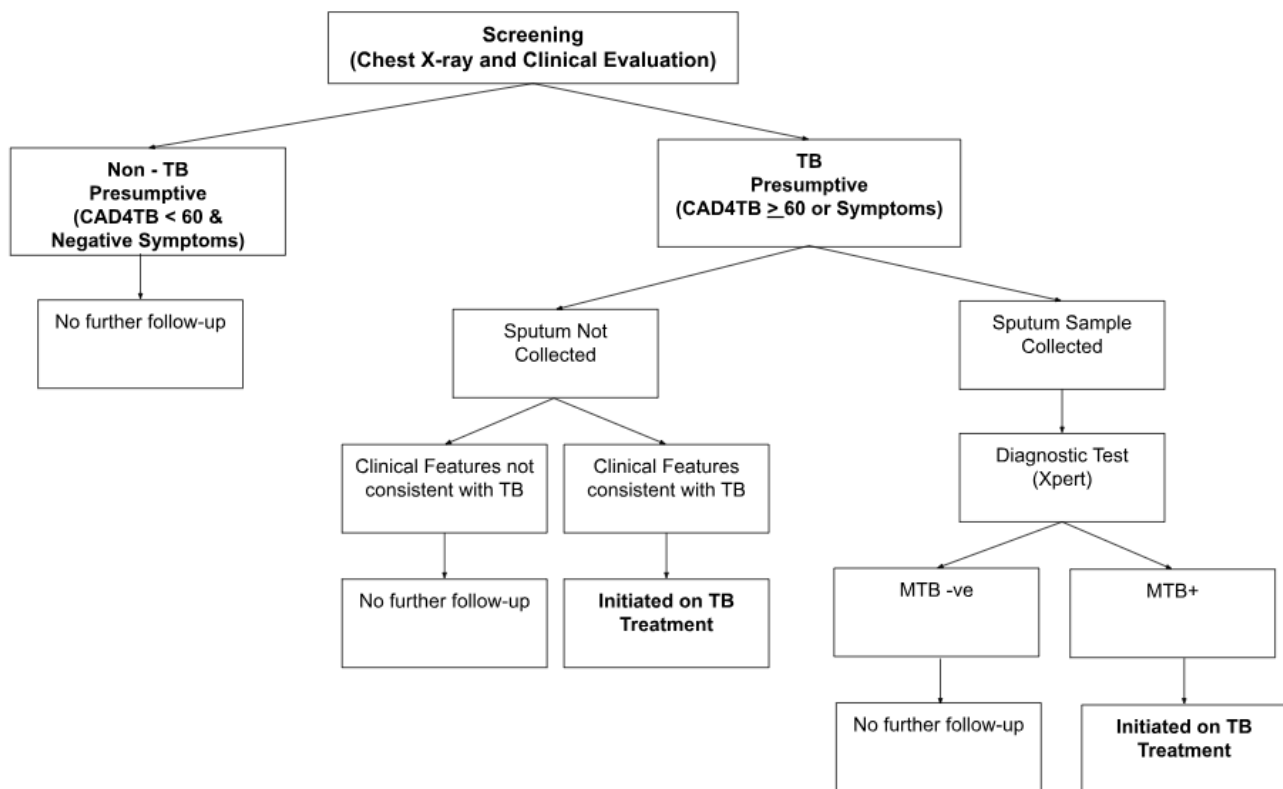 Screening
(Chest X-ray and Clinical Evaluation)
Non - TB
Presumptive
(CAD4TB < 60 &
Negative Symptoms)
TB
Presumptive
(CAD4TB > 60 or Symptoms)
No further follow-up
Sputum Not
Collected
Sputum Sample
Collected
Clinical Features not
consistent with TB
Clinical Features
consistent with TB
Diagnostic Test
(Xpert)
No further follow-up
Initiated on TB
Treatment
MTB -ve
MTB+
No further follow-up
Initiated on TB
Treatment